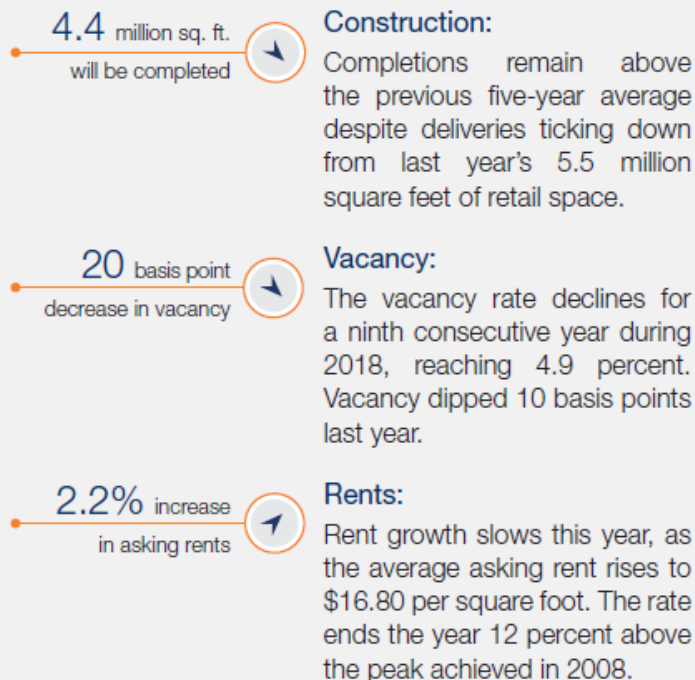 4.4 million sq. ft.
will be completed
Construction:
Completions remain above
the previous five-year average
despite deliveries ticking down
from last year's 5.5 million
square feet of retail space.
20 basis point
decrease in vacancy
Vacancy:
The vacancy rate declines for
a ninth consecutive year during
2018, reaching 4.9 percent.
Vacancy dipped 10 basis points
last year.
2.2% increase
in asking rents
Rents:
Rent growth slows this year, as
the average asking rent rises to
$16.80 per square foot. The rate
ends the year 12 percent above
the peak achieved in 2008.